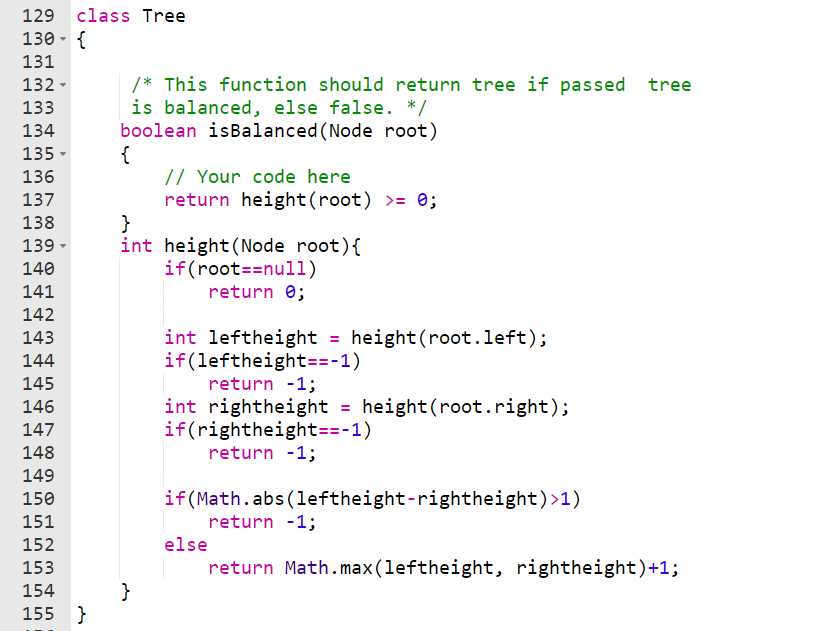 129 class Tree
130 {
131
132 /* This function should return tree if passed  tree
133 is balanced, else false. */
134 boolean isBalanced(Node root)
135 {
136 // Your code here
137 return height(root) >= 0;
138 }
139 int height(Node root){
140 if(root==null)
141 return 0;
142
143 int leftheight = height(root.left);
144 if(leftheight==-1)
145 return -1;
146 int rightheight = height(root.right);
147 if(rightheight==-1)
148 return -1;
149
150 if(Math.abs(leftheight-rightheight)>1)
151 return -1;
152 else
153 return Math.max(leftheight, rightheight)+1;
154 }
155 }